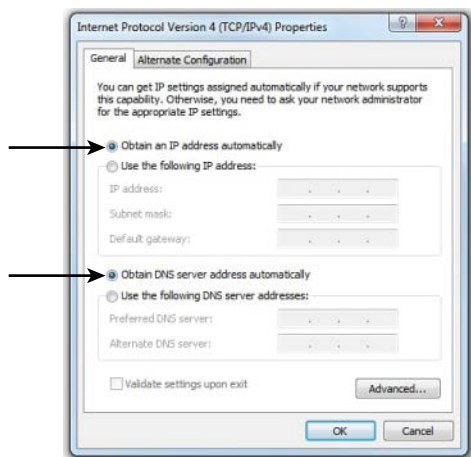 Internet Protocol Version 4 (TCP/IPv4) Properties
General
Alternate Configuration
You can get IP settings assigned automatically if your network supports
this capability. Otherwise, you need to ask your network administrator
for the appropriate IP settings.
Obtain an IP address automatically
Use the following IP address:
IP address:
Subnet mask:
Default gateway:
Obtain DNS server address automatically
Use the following DNS server addresses:
Preferred DNS server:
Alternate DNS server:
Validate settings upon exit
Advanced...
OK
Cancel